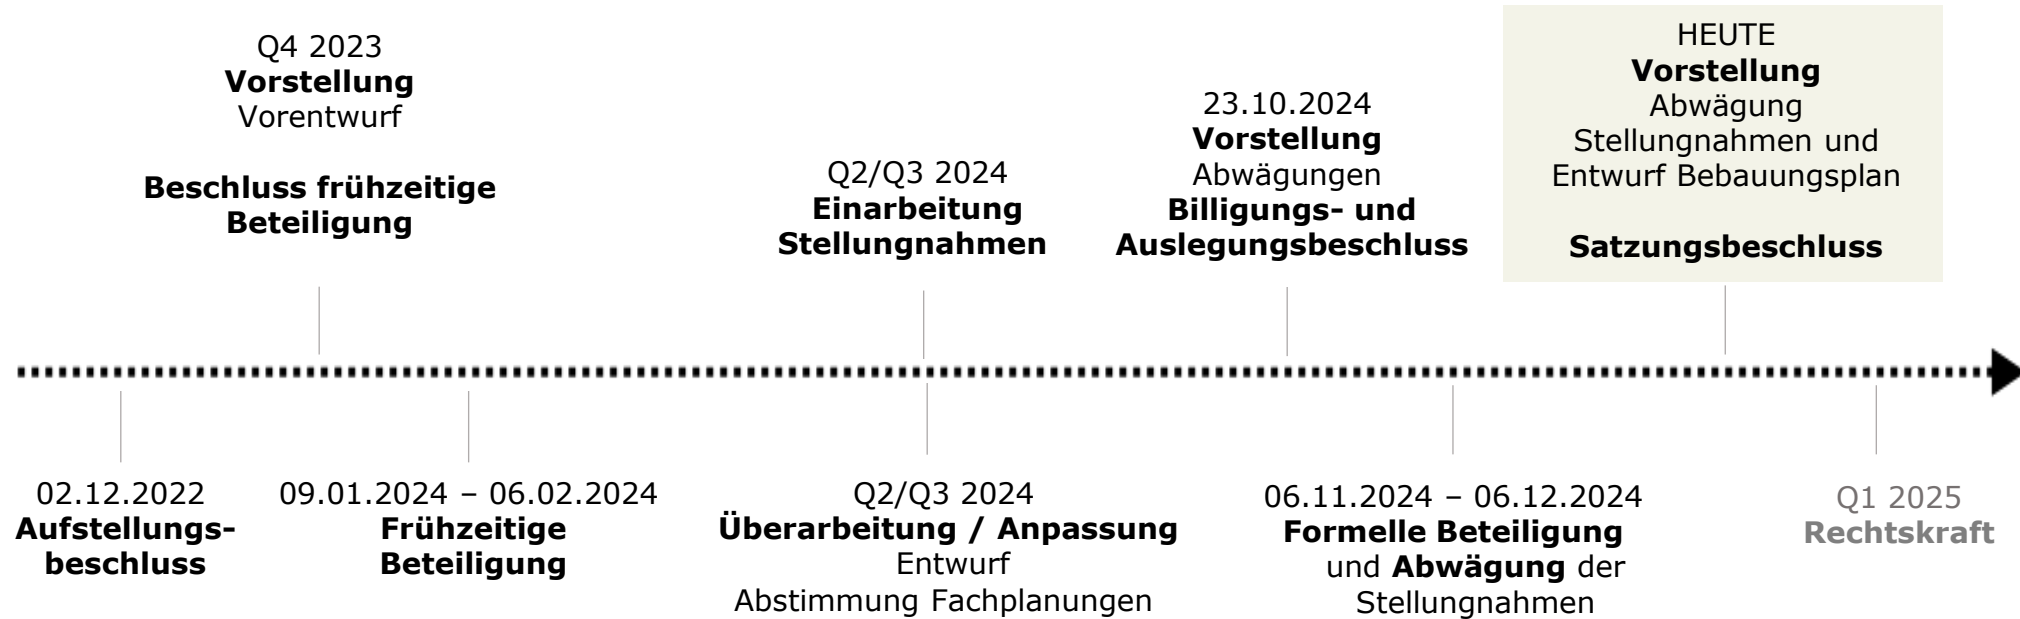 Q4 2023
Vorstellung
Vorentwurf
Beschluss frühzeitige
Beteiligung
Q2/Q3 2024
Einarbeitung
Stellungnahmen
23.10.2024
Vorstellung
Abwägungen
Billigungs- und
Auslegungsbeschluss
HEUTE
Vorstellung
Abwägung
Stellungnahmen und
Entwurf Bebauungsplan
Satzungsbeschluss
02.12.2022
Aufstellungs-
beschluss
09.01.2024 – 06.02.2024
Frühzeitige
Beteiligung
Q2/Q3 2024
Überarbeitung / Anpassung
Entwurf
Abstimmung Fachplanungen
06.11.2024 – 06.12.2024
Formelle Beteiligung
und Abwägung der
Stellungnahmen
Q1 2025
Rechtskraft